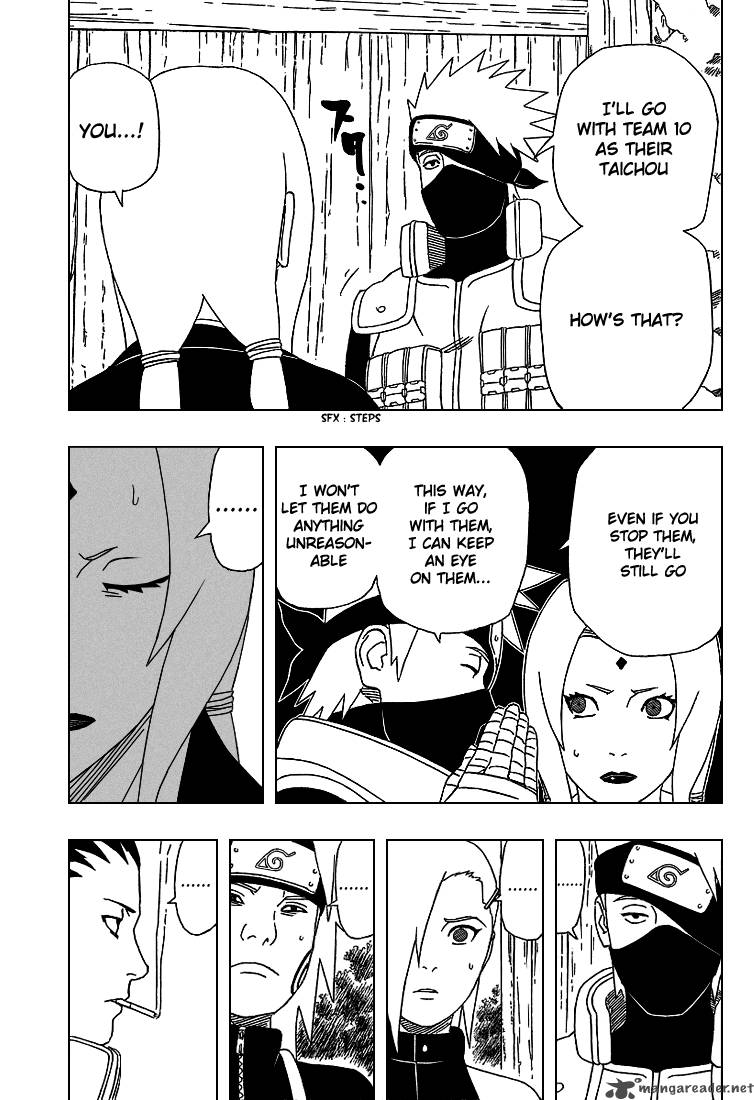 I'LL GO
WITH TEAM 10
AS THEIR
TAICHOU
HOW'S THAT?
ズ
YOU...!
SFX : STEPS
EVEN IF YOU
STOP THEM,
THEY'LL
STILL GO
THIS WAY,
IF I GO
WITH THEM,
I CAN KEEP
AN EYE
ON THEM...
I WON'T
LET THEM DO
ANYTHING
UNREASON-
ABLE
......
......
......
......
......
mangareader.net